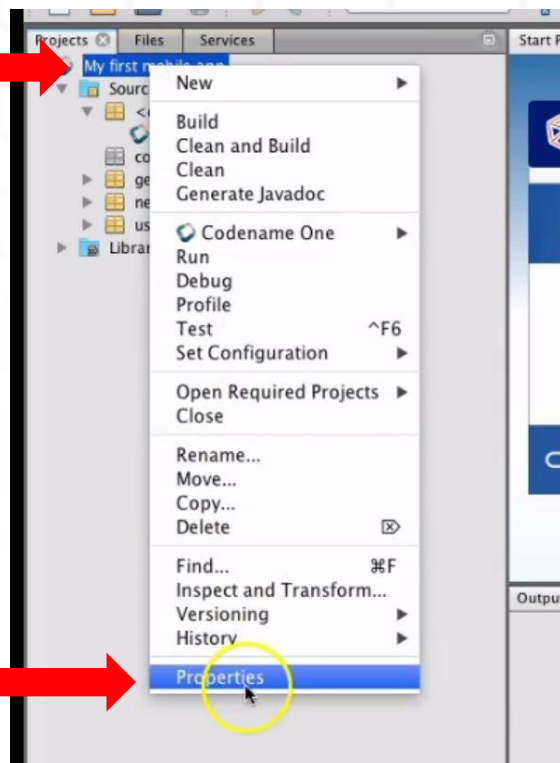 Projects Files Services
Start P
My first mobile app
Sourc
<
co
ge
ne
us
Librar
New
Build
Clean and Build
Clean
Generate Javadoc
Codename One
Run
Debug
Profile
Test ^F6
Set Configuration
Open Required Projects
Close
Rename...
Move...
Copy...
Delete ⌦
Find... ⌘F
Inspect and Transform...
Versioning
History
Properties
Outpu